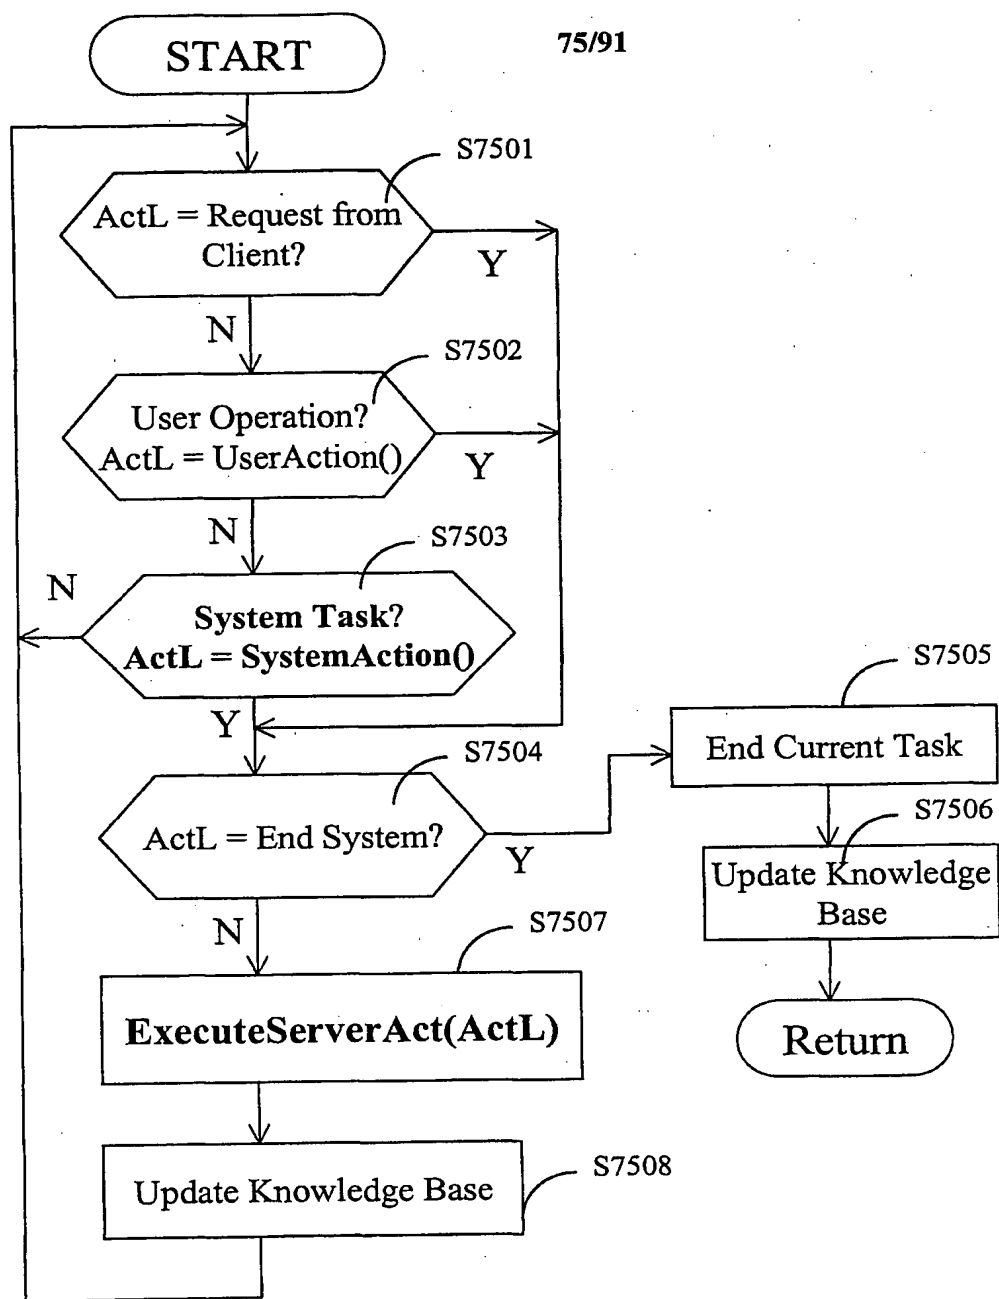 START
75/91
S7501
ActL = Request from
Client?
Y
N
S7502
User Operation?
ActL = UserAction()
Y
N
S7503
N
System Task?
ActL = SystemAction()
Y
S7505
End Current Task
S7504
ActL = End System?
Y
S7506
Update Knowledge
Base
N
S7507
ExecuteServerAct(ActL)
Return
S7508
Update Knowledge Base